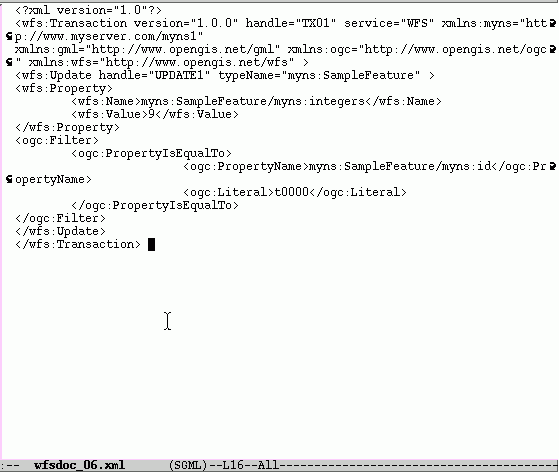 <?xml version="1.0"?>
<wfs:Transaction version="1.0.0" handle="TX01" service="WFS" xmlns:myns="htt
p://www.myserver.com/myns1"
xmlns:gml="http://www.opengis.net/gml" xmlns:ogc="http://www.opengis.net/ogc
" xmlns:wfs="http://www.opengis.net/wfs" >
<wfs:Update handle="UPDATE1" typeName="myns:SampleFeature" >
<wfs:Property>
<wfs:Name>myns:SampleFeature/myns:integers</wfs:Name>
<wfs:Value>9</wfs:Value>
</wfs:Property>
<ogc:Filter>
<ogc:PropertyIsEqualTo>
<ogc:PropertyName>myns:SampleFeature/myns:id</ogc:Pr
opertyName>
<ogc:Literal>t0000</ogc:Literal>
</ogc:PropertyIsEqualTo>
</ogc:Filter>
</wfs:Update>
</wfs:Transaction>
:-- wfsdoc_06.xml (SGML)--L16--All--------------------------------------